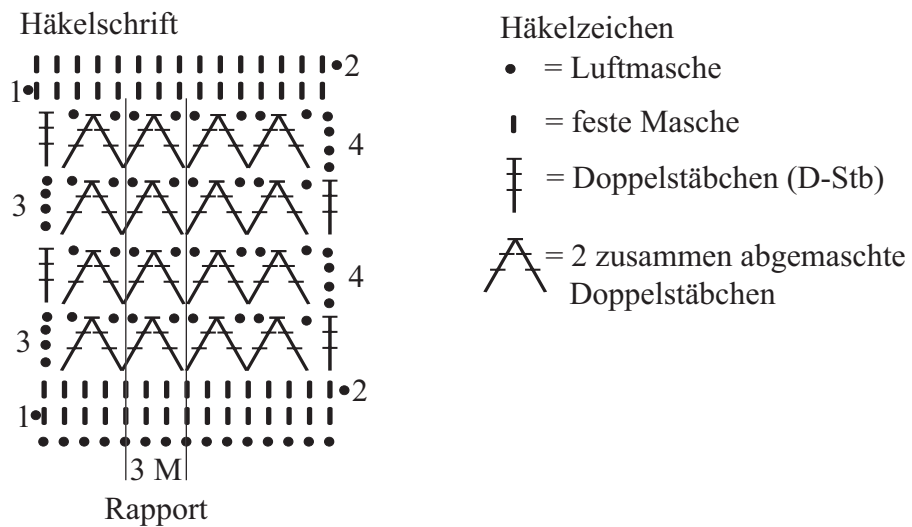 Häkelschrift
2
1
4
3
4
3
2
1
3 M
Rapport
Häkelzeichen
= Luftmasche
= feste Masche
= Doppelstäbchen (D-Stb)
= 2 zusammen abgemaschte
Doppelstäbchen